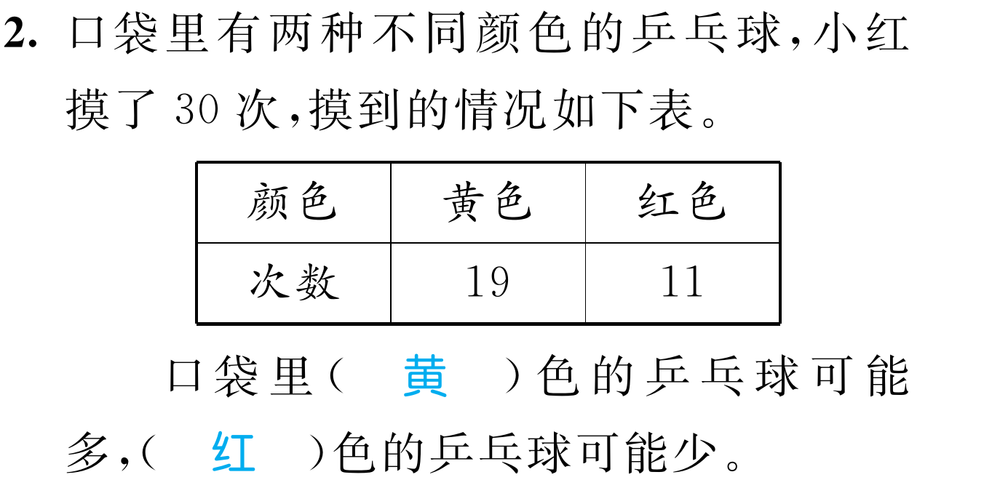 2. 口袋里有两种不同颜色的乒乓球,小红
摸了 30 次,摸到的情况如下表。
颜色 黄色 红色
次数 19 11
口袋里( 黄 )色的乒乓球可能
多,( 红 )色的乒乓球可能少。